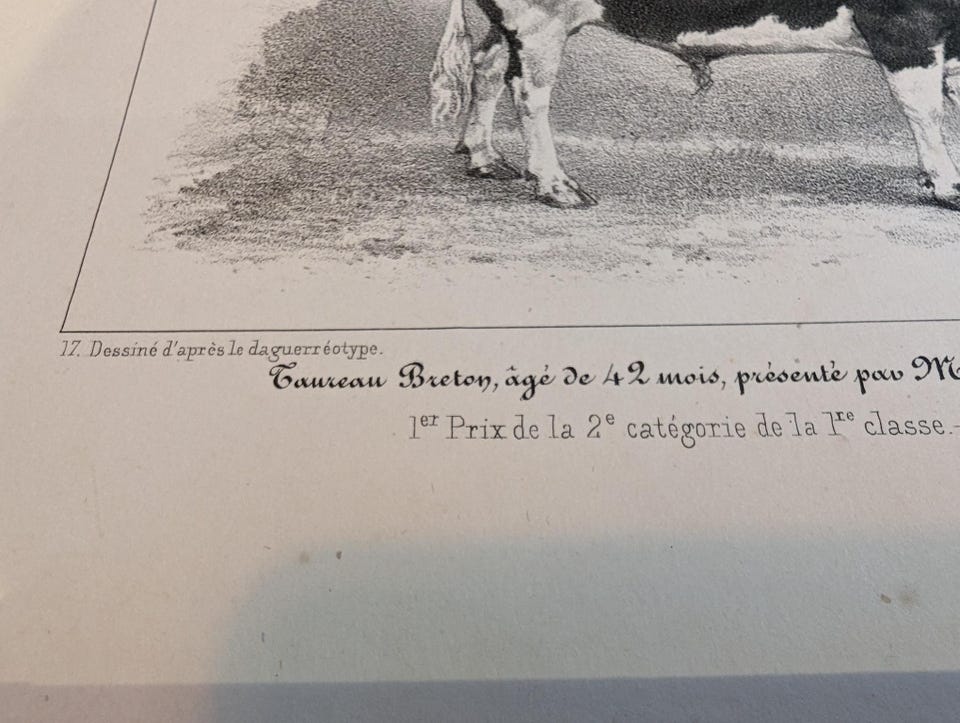 17. Dessiné d'après le daguerréotype.
Taureau Breton, âgé de 42 mois, présenté par M
1er Prix de la 2e catégorie de la 1re classe.-